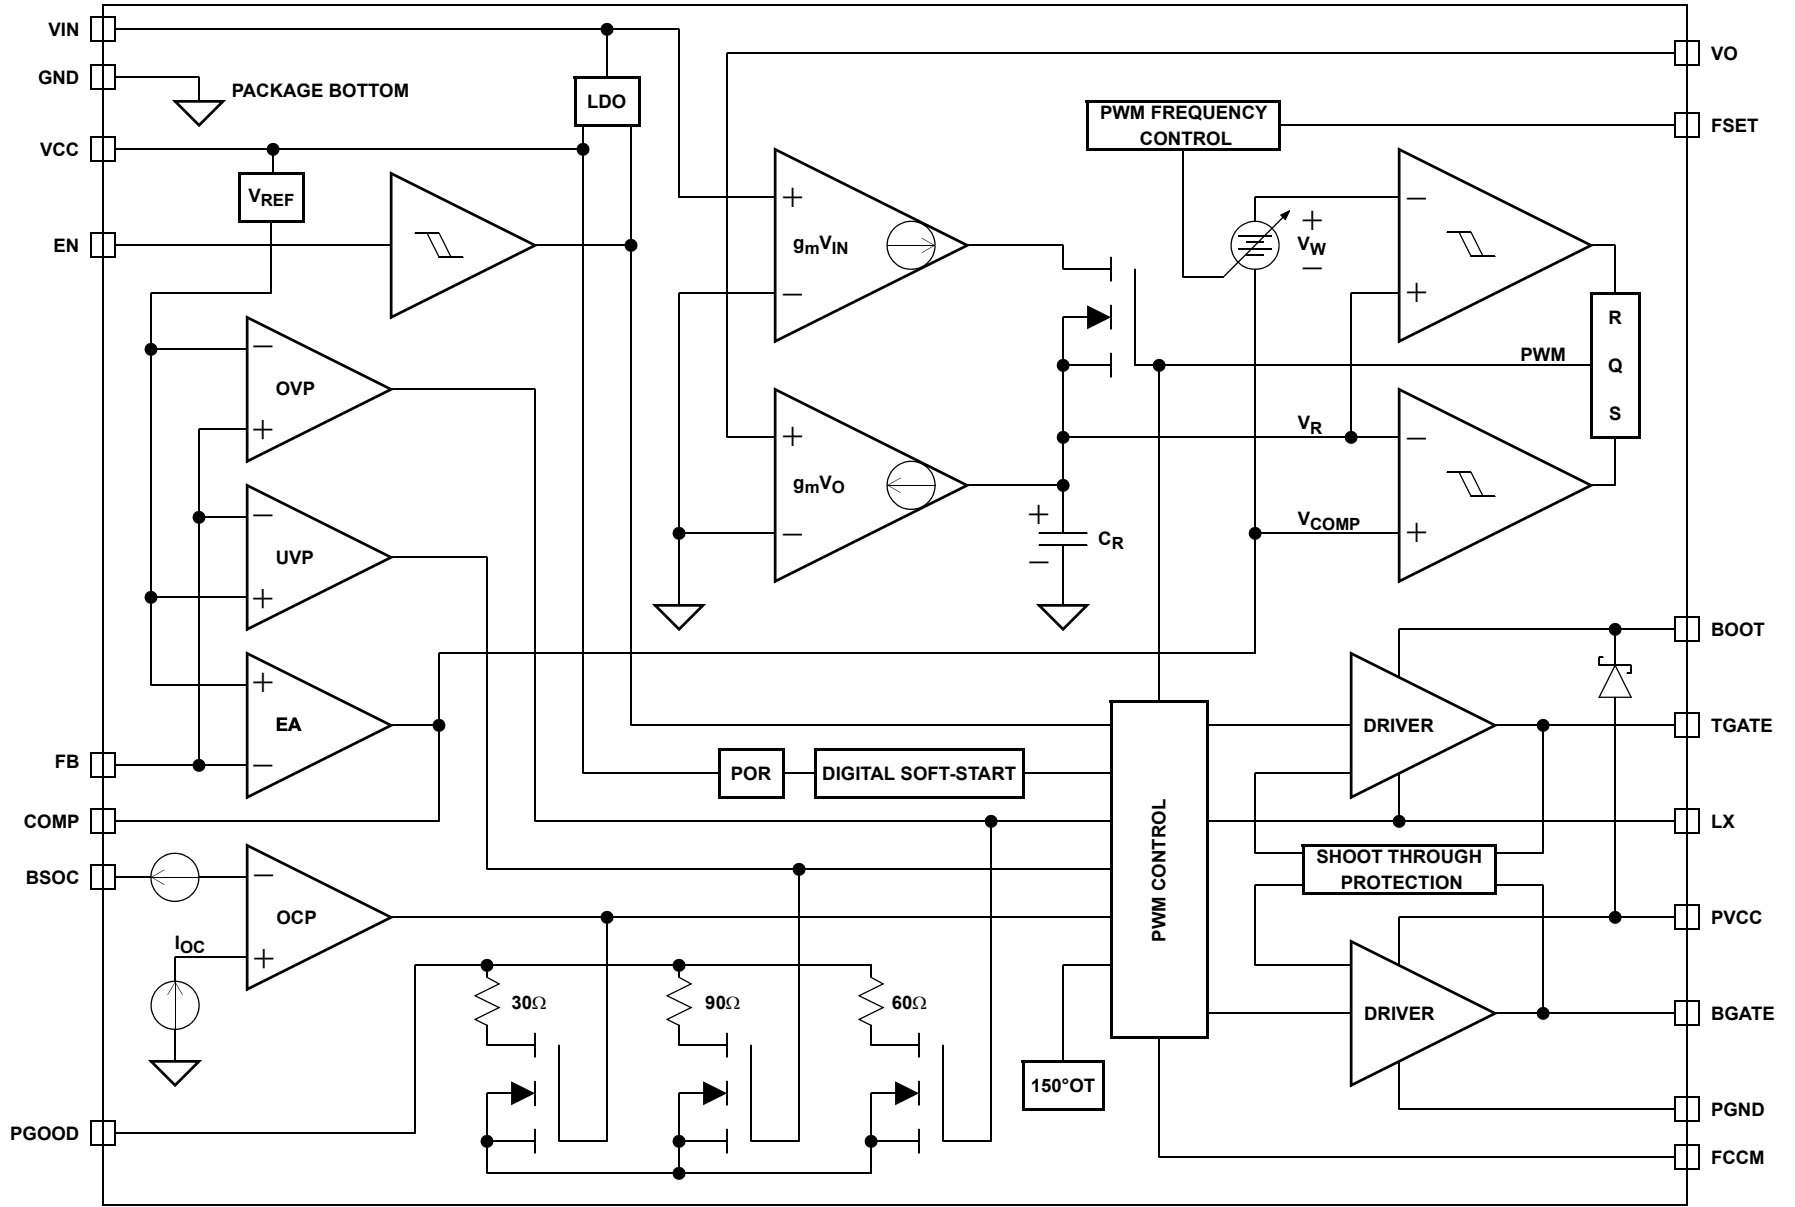 VIN
VO
GND
PACKAGE BOTTOM
LDO
PWM FREQUENCY
CONTROL
FSET
VCC
VREF
+
−
+
VW
−
EN
gmVIN
−
+
R
Q
S
PWM
−
OVP
+
+
gmVO
−
VR
−
VCOMP
+
+
CR
−
−
UVP
+
BOOT
+
EA
−
DRIVER
TGATE
FB
POR
DIGITAL SOFT-START
COMP
LX
PWM CONTROL
SHOOT THROUGH
PROTECTION
BSOC
−
OCP
+
IOC
PVCC
30Ω
90Ω
60Ω
DRIVER
BGATE
150°OT
PGOOD
PGND
FCCM